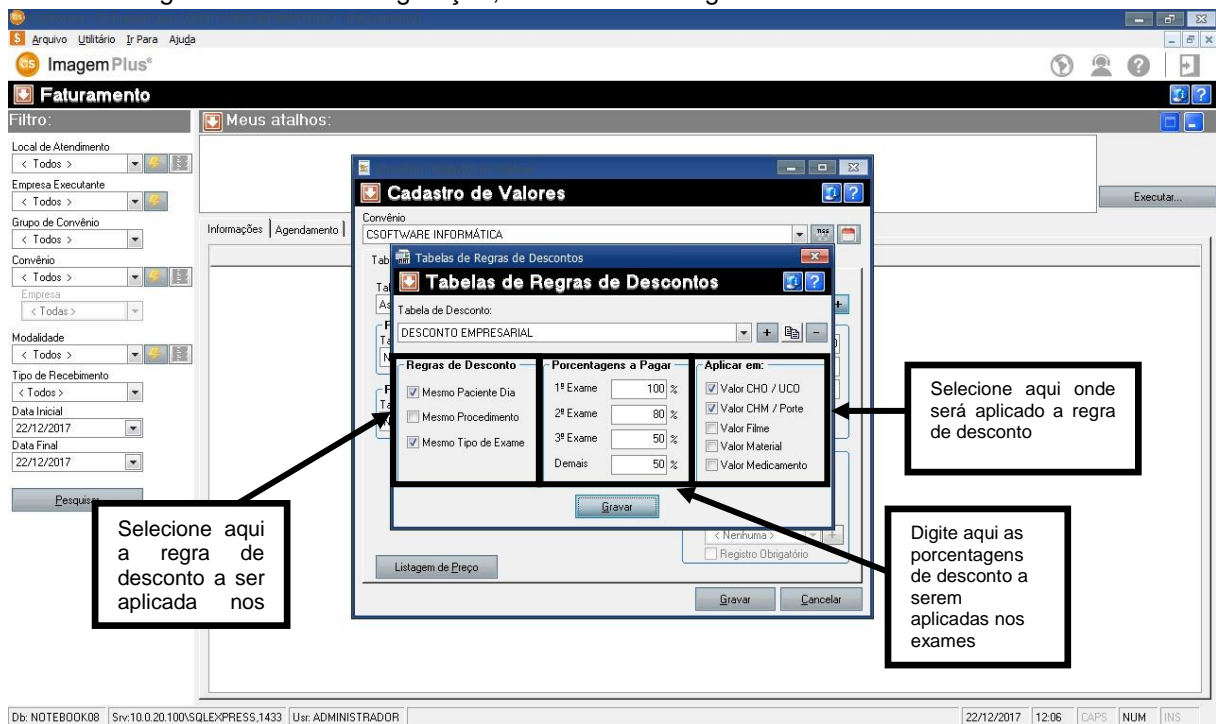 Arquivo Utilitário Ir Para Ajuda
ImagemPlus®
Faturamento
Filtro:
Meus atalhos:
Local de Atendimento
< Todos >
Empresa Executante
< Todos >
Grupo de Convênio
< Todos >
Convênio
< Todos >
Empresa
< Todas >
Modalidade
< Todos >
Tipo de Recebimento
< Todos >
Data Inicial
22/12/2017
Data Final
22/12/2017
Executar...
Informações Agendamento
Cadastro de Valores
Convênio
CSOFTWARE INFORMÁTICA
Tabelas de Regras de Descontos
Tabelas de Regras de Descontos
Tabela de Desconto:
DESCONTO EMPRESARIAL
Regras de Desconto
Mesmo Paciente Dia
Mesmo Procedimento
Mesmo Tipo de Exame
Porcentagens a Pagar
1º Exame 100 %
2º Exame 80 %
3º Exame 50 %
Demais 50 %
Aplicar em:
Valor CHO / UCO
Valor CHM / Porte
Valor Filme
Valor Material
Valor Medicamento
Gravar
< Nenhuma >
Registro Obrigatório
Listagem de Preço
Gravar Cancelar
Selecione aqui onde
será aplicado a regra
de desconto
Selecione aqui
a regra de
desconto a ser
aplicada nos
Digite aqui as
porcentagens
de desconto a
serem
aplicadas nos
exames
Db: NOTEBOOK08 Srv:10.0.20.100\SQLEXPRESS,1433 Usr: ADMINISTRADOR 22/12/2017 12:06 CAPS NUM INS